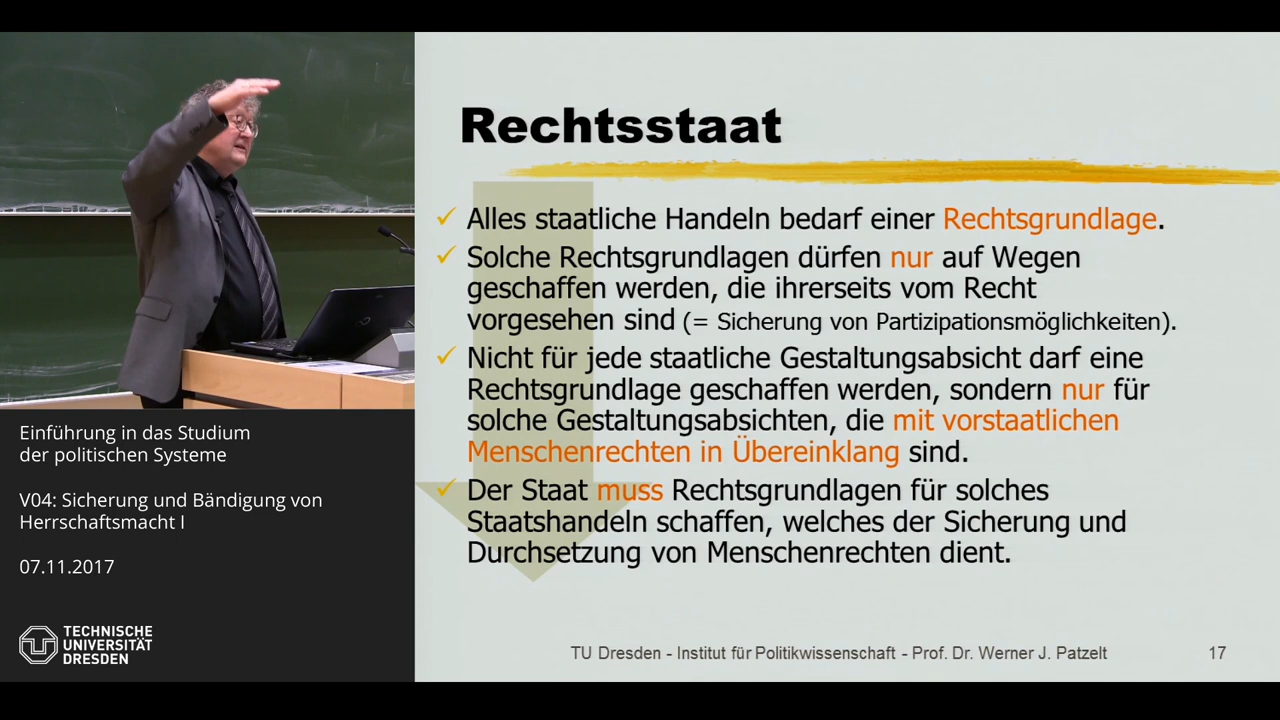 Rechtsstaat
Alles staatliche Handeln bedarf einer Rechtsgrundlage.
Solche Rechtsgrundlagen dürfen nur auf Wegen
geschaffen werden, die ihrerseits vom Recht
vorgesehen sind (= Sicherung von Partizipationsmöglichkeiten).
Nicht für jede staatliche Gestaltungsabsicht darf eine
Rechtsgrundlage geschaffen werden, sondern nur für
solche Gestaltungsabsichten, die mit vorstaatlichen
Menschenrechten in Übereinklang sind.
Der Staat muss Rechtsgrundlagen für solches
Staatshandeln schaffen, welches der Sicherung und
Durchsetzung von Menschenrechten dient.
TU Dresden - Institut für Politikwissenschaft - Prof. Dr. Werner J. Patzelt 17
Einführung in das Studium
der politischen Systeme
V04: Sicherung und Bändigung von
Herrschaftsmacht I
07.11.2017
TECHNISCHE
UNIVERSITÄT
DRESDEN